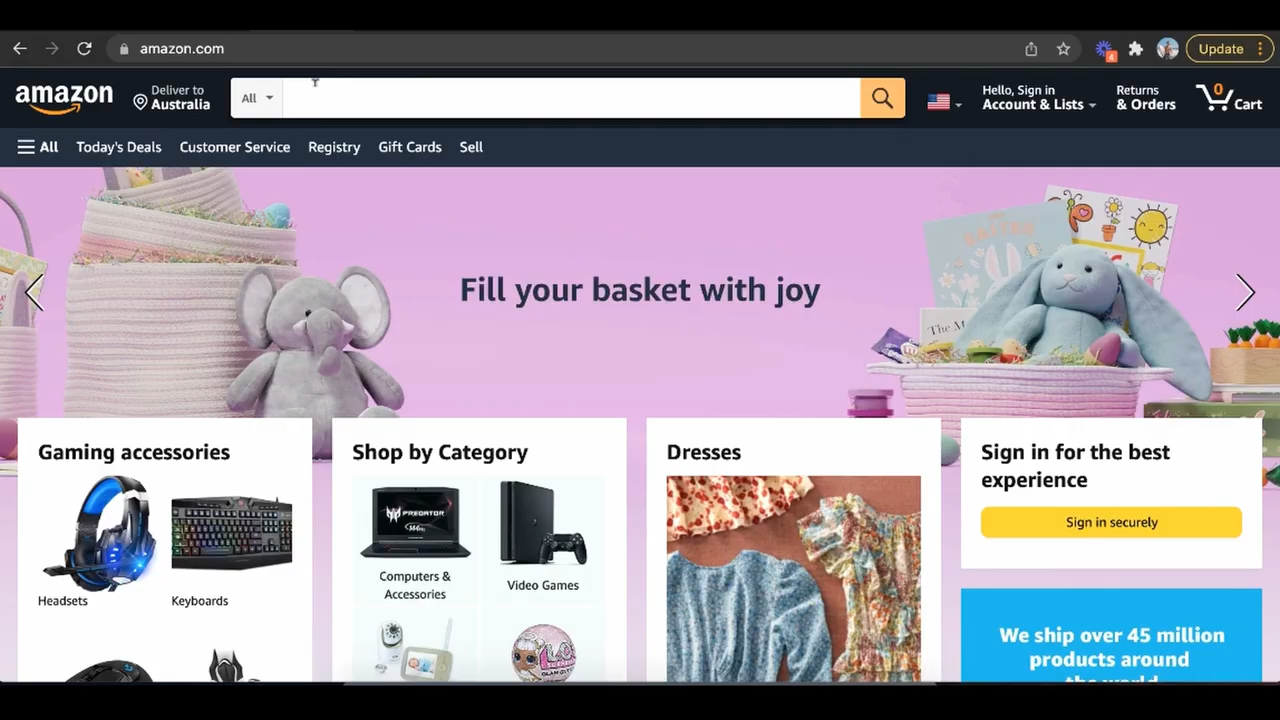 amazon.com
4
Update
amazon
Deliver to
Australia
All
Hello, Sign in
Account & Lists
Returns
& Orders
0
Cart
All
Today's Deals
Customer Service
Registry
Gift Cards
Sell
Fill your basket with joy
The M
Gaming accessories
Headsets
Keyboards
Shop by Category
PREDATOR
Computers &
Accessories
Video Games
Dresses
Sign in for the best
experience
Sign in securely
We ship over 45 million
products around
the world